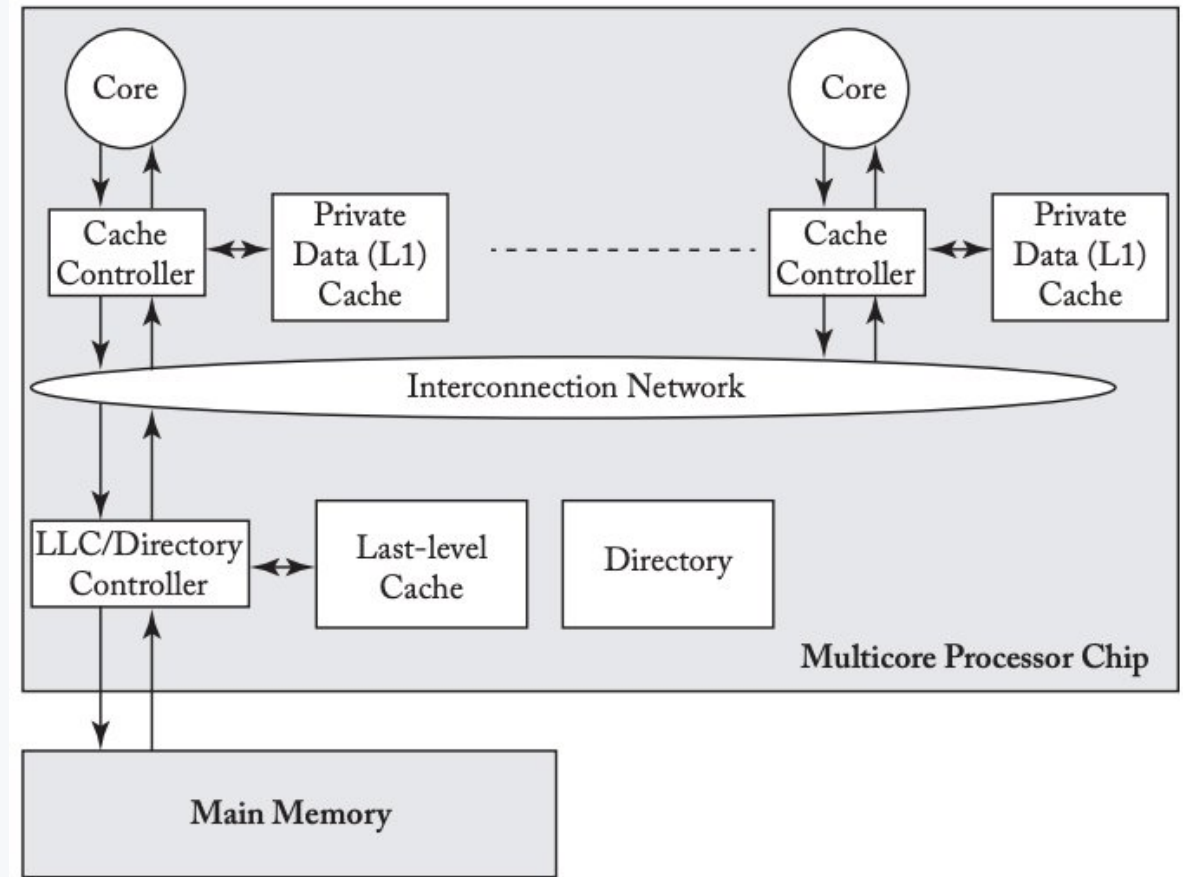 Core
Core
Cache
Controller
Private
Data (L1)
Cache
Cache
Controller
Private
Data (L1)
Cache
Interconnection Network
LLC/Directory
Controller
Last-level
Cache
Directory
Multicore Processor Chip
Main Memory